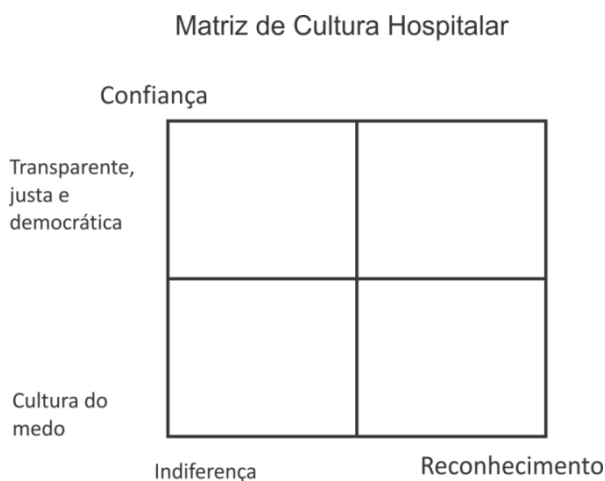 Matriz de Cultura Hospitalar
Confiança
Transparente,
justa e
democrática
Cultura do
medo
Indiferença
Reconhecimento